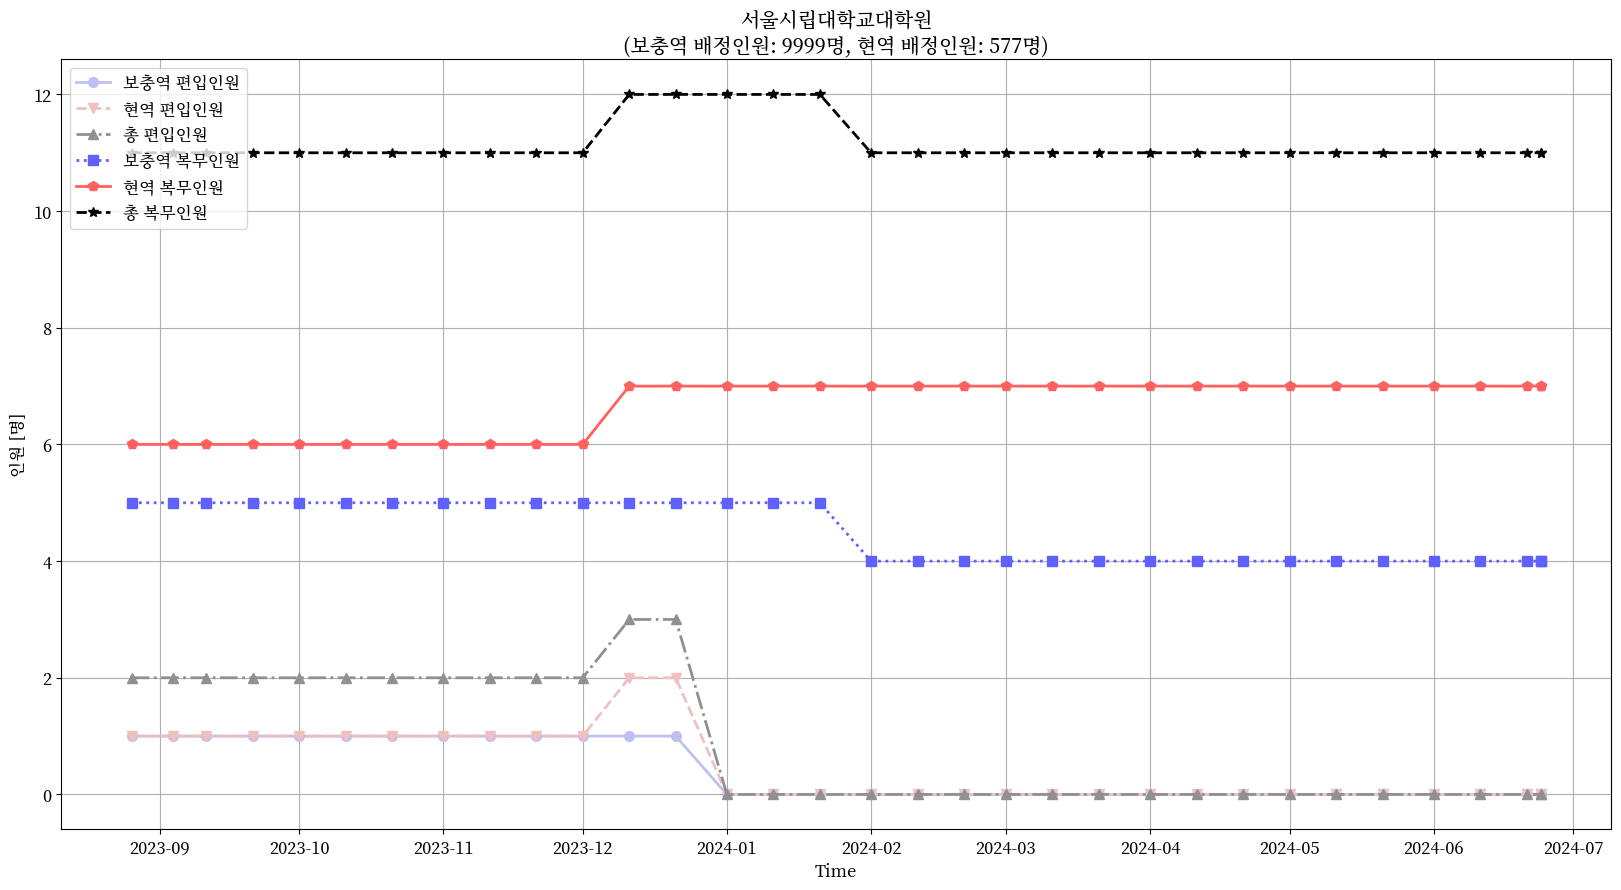 서울시립대학교대학원
(보충역 배정인원: 9999명, 현역 배정인원: 577명)
보충역 편입인원
현역 편입인원
총 편입인원
보충역 복무인원
현역 복무인원
총 복무인원
12
10
8
6
4
2
0
인원 [명]
2023-09 2023-10 2023-11 2023-12 2024-01 2024-02 2024-03 2024-04 2024-05 2024-06 2024-07
Time